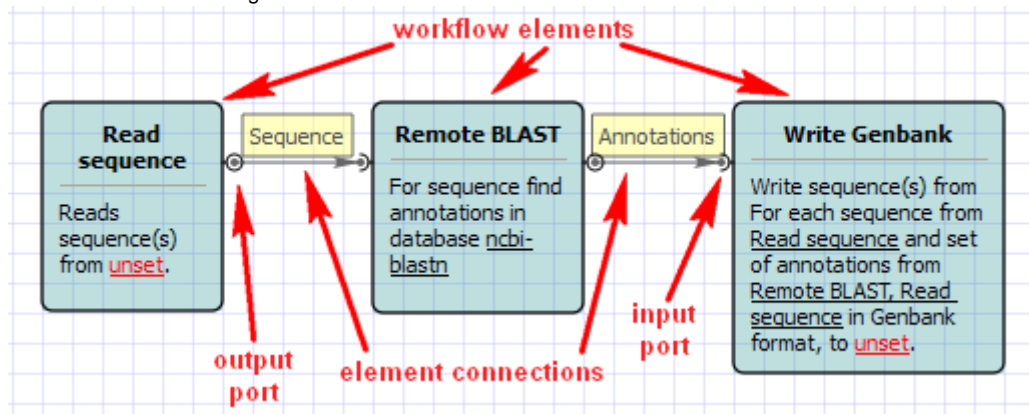 workflow elements
Read
sequence
Reads
sequence(s)
from unset.
Sequence
Remote BLAST
For sequence find
annotations in
database ncbi-
blastn
Annotations
Write Genbank
Write sequence(s) from
For each sequence from
Read sequence and set
of annotations from
Remote BLAST, Read
sequence in Genbank
format, to unset.
output
port
element connections
input
port